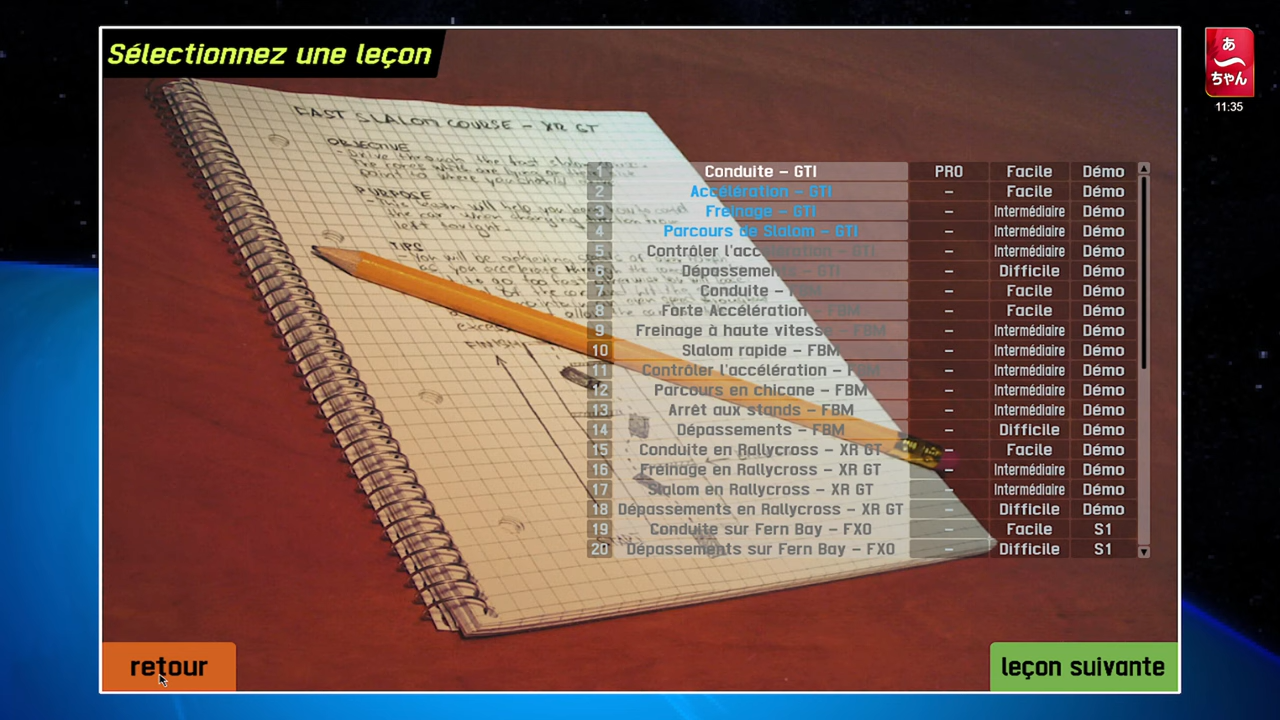 Sélectionnez une leçon
あ
ー
ちゃん
11:35
FAST SLALOM COURSE - XR GT
OBJECTIVE
PURPOSE
TIPS
1 Conduite - GTI PRO Facile Démo
2 Accélération - GTI - Facile Démo
3 Freinage - GTI - Intermédiaire Démo
4 Parcours de Slalom - GTI - Intermédiaire Démo
5 Contrôler l'accélération - GTI - Intermédiaire Démo
6 Dépassements - GTI - Difficile Démo
7 Conduite - FBM - Facile Démo
8 Forte Accélération - FBM - Facile Démo
9 Freinage à haute vitesse - FBM - Intermédiaire Démo
10 Slalom rapide - FBM - Intermédiaire Démo
11 Contrôler l'accélération - FBM - Intermédiaire Démo
12 Parcours en chicane - FBM - Intermédiaire Démo
13 Arrêt aux stands - FBM - Intermédiaire Démo
14 Dépassements - FBM - Difficile Démo
15 Conduite en Rallycross - XR GT - Facile Démo
16 Freinage en Rallycross - XR GT - Intermédiaire Démo
17 Slalom en Rallycross - XR GT - Intermédiaire Démo
18 Dépassements en Rallycross - XR GT - Difficile Démo
19 Conduite sur Fern Bay - FXO - Facile S1
20 Dépassements sur Fern Bay - FXO - Difficile S1
retour
leçon suivante